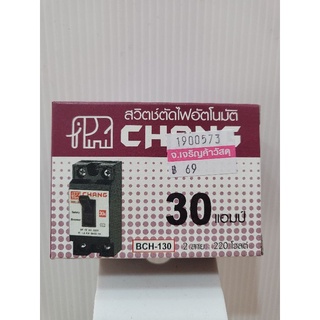 สวิตช์ตัดไฟอัตโนมัติ
CHANG
1900573
จ.เจริญค้าวัสดุ
฿ 69
CHANG
30 แอมป์
BCH-130
2 สาย 220 โวลต์